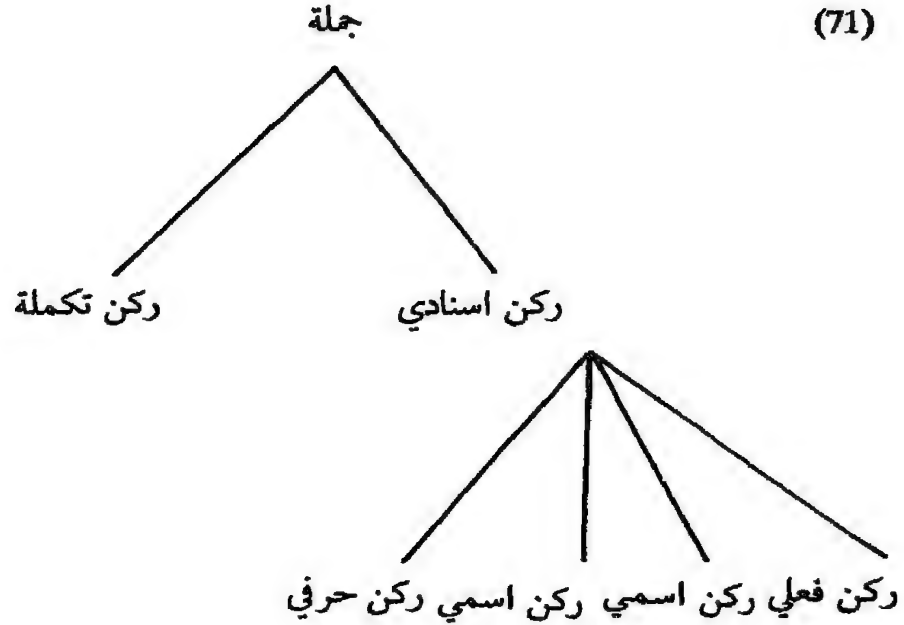 (71)
جملة
ركن اسنادي ركن تكملة
ركن فعلي ركن اسمي ركن اسمي ركن حرفي